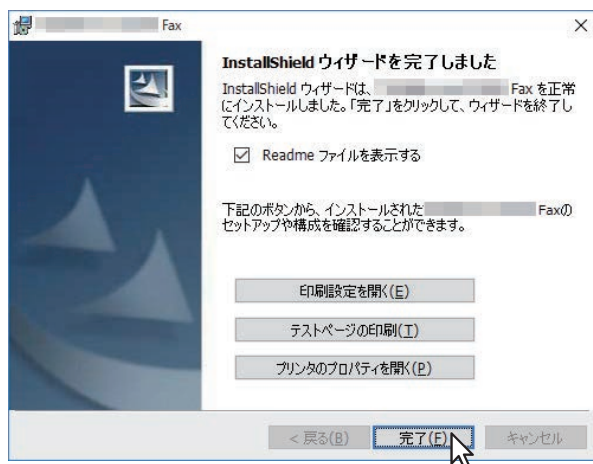 Fax
InstallShield ウィザードを完了しました
InstallShield ウィザードは、 Fax を正常
にインストールしました。「完了」をクリックして、ウィザードを終了し
てください。
Readme ファイルを表示する
下記のボタンから、インストールされた Faxの
セットアップや構成を確認することができます。
印刷設定を開く(E)
テストページの印刷(T)
プリンタのプロパティを開く(P)
< 戻る(B) 完了(F) キャンセル